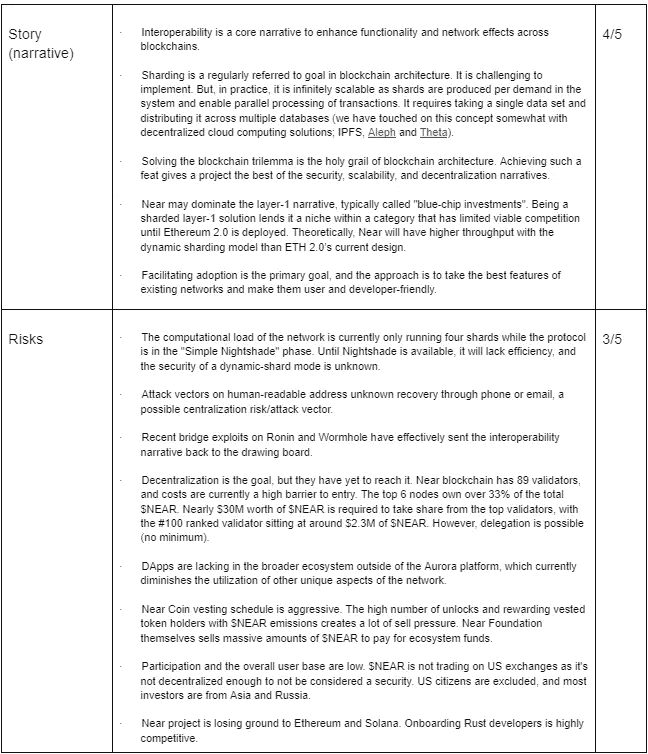 Story
(narrative)
· Interoperability is a core narrative to enhance functionality and network effects across
blockchains.
· Sharding is a regularly referred to goal in blockchain architecture. It is challenging to
implement. But, in practice, it is infinitely scalable as shards are produced per demand in the
system and enable parallel processing of transactions. It requires taking a single data set and
distributing it across multiple databases (we have touched on this concept somewhat with
decentralized cloud computing solutions; IPFS, Aleph and Theta).
· Solving the blockchain trilemma is the holy grail of blockchain architecture. Achieving such a
feat gives a project the best of the security, scalability, and decentralization narratives.
· Near may dominate the layer-1 narrative, typically called "blue-chip investments". Being a
sharded layer-1 solution lends it a niche within a category that has limited viable competition
until Ethereum 2.0 is deployed. Theoretically, Near will have higher throughput with the
dynamic sharding model than ETH 2.0's current design.
· Facilitating adoption is the primary goal, and the approach is to take the best features of
existing networks and make them user and developer-friendly.
4/5
Risks
· The computational load of the network is currently only running four shards while the protocol
is in the "Simple Nightshade" phase. Until Nightshade is available, it will lack efficiency, and
the security of a dynamic-shard mode is unknown.
· Attack vectors on human-readable address unknown recovery through phone or email, a
possible centralization risk/attack vector.
· Recent bridge exploits on Ronin and Wormhole have effectively sent the interoperability
narrative back to the drawing board.
· Decentralization is the goal, but they have yet to reach it. Near blockchain has 89 validators,
and costs are currently a high barrier to entry. The top 6 nodes own over 33% of the total
$NEAR. Nearly $30M worth of $NEAR is required to take share from the top validators, with
the #100 ranked validator sitting at around $2.3M of $NEAR. However, delegation is possible
(no minimum).
· DApps are lacking in the broader ecosystem outside of the Aurora platform, which currently
diminishes the utilization of other unique aspects of the network.
· Near Coin vesting schedule is aggressive. The high number of unlocks and rewarding vested
token holders with $NEAR emissions creates a lot of sell pressure. Near Foundation
themselves sells massive amounts of $NEAR to pay for ecosystem funds.
· Participation and the overall user base are low. $NEAR is not trading on US exchanges as it's
not decentralized enough to not be considered a security. US citizens are excluded, and most
investors are from Asia and Russia.
· Near project is losing ground to Ethereum and Solana. Onboarding Rust developers is highly
competitive.
3/5